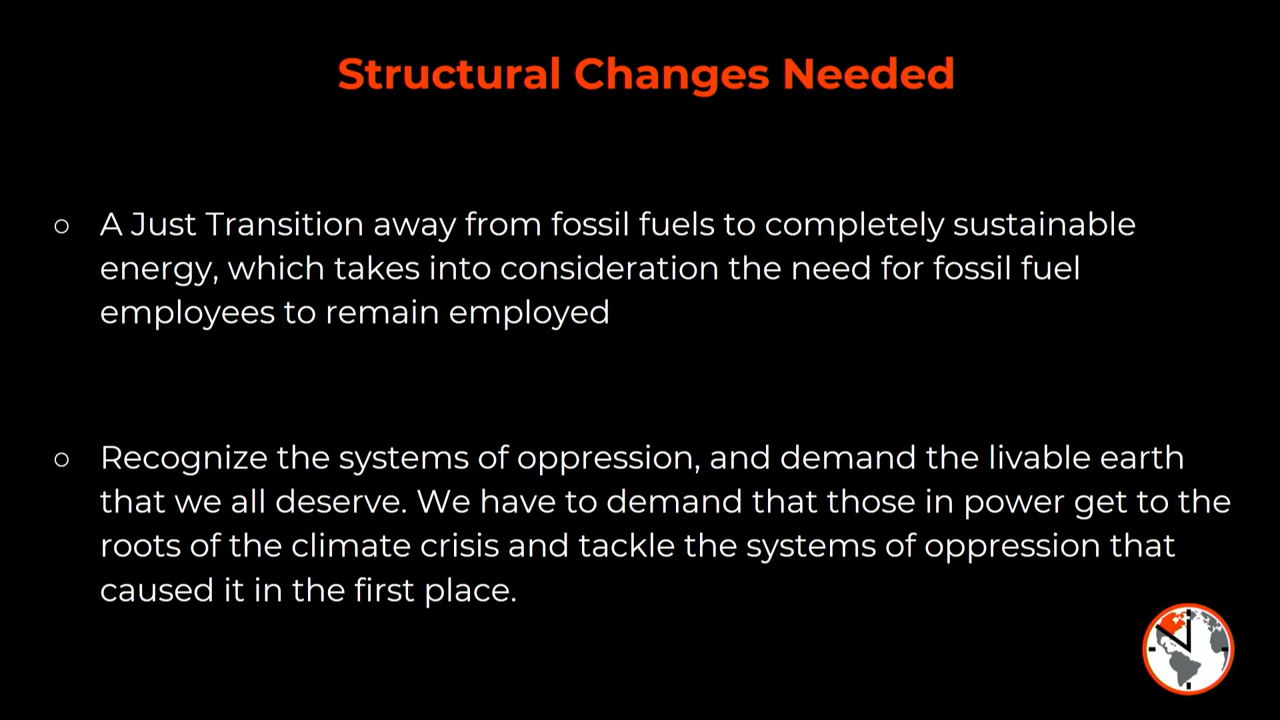 Structural Changes Needed
○ A Just Transition away from fossil fuels to completely sustainable
energy, which takes into consideration the need for fossil fuel
employees to remain employed
○ Recognize the systems of oppression, and demand the livable earth
that we all deserve. We have to demand that those in power get to the
roots of the climate crisis and tackle the systems of oppression that
caused it in the first place.